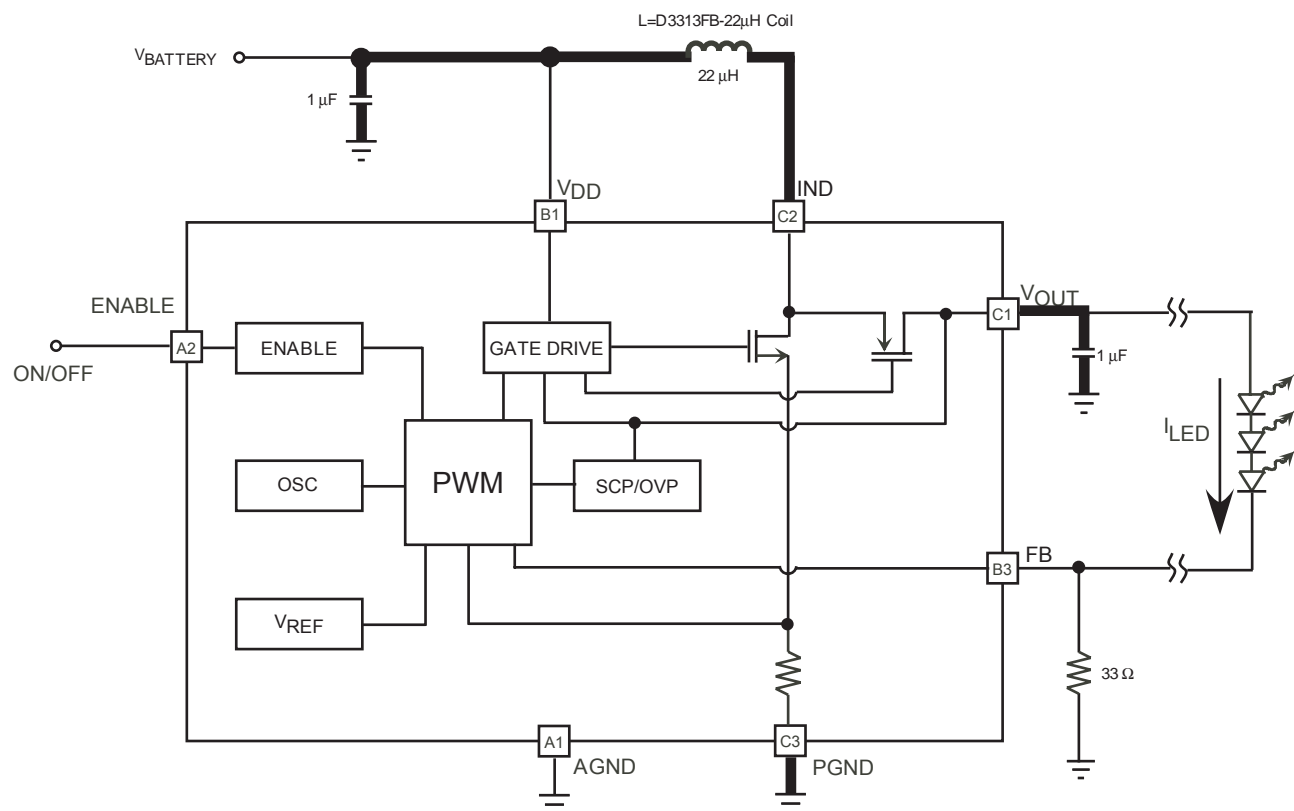 L=D3313FB-22µH Coil
VBATTERY
22 µH
1 µF
VDD
IND
B1
C2
ENABLE
VOUT
C1
A2
ENABLE
GATE DRIVE
1 µF
ON/OFF
ILED
PWM
OSC
SCP/OVP
FB
B3
VREF
33 Ω
A1
C3
AGND
PGND